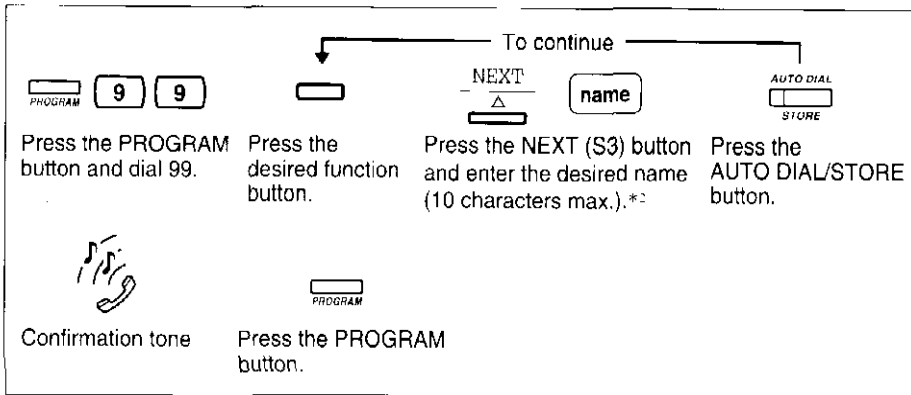 To continue
PROGRAM 9 9
NEXT
name
AUTO DIAL
STORE
Press the PROGRAM
button and dial 99.
Press the
desired function
button.
Press the NEXT (S3) button
and enter the desired name
(10 characters max.).*2
Press the
AUTO DIAL/STORE
button.
Confirmation tone
PROGRAM
Press the PROGRAM
button.